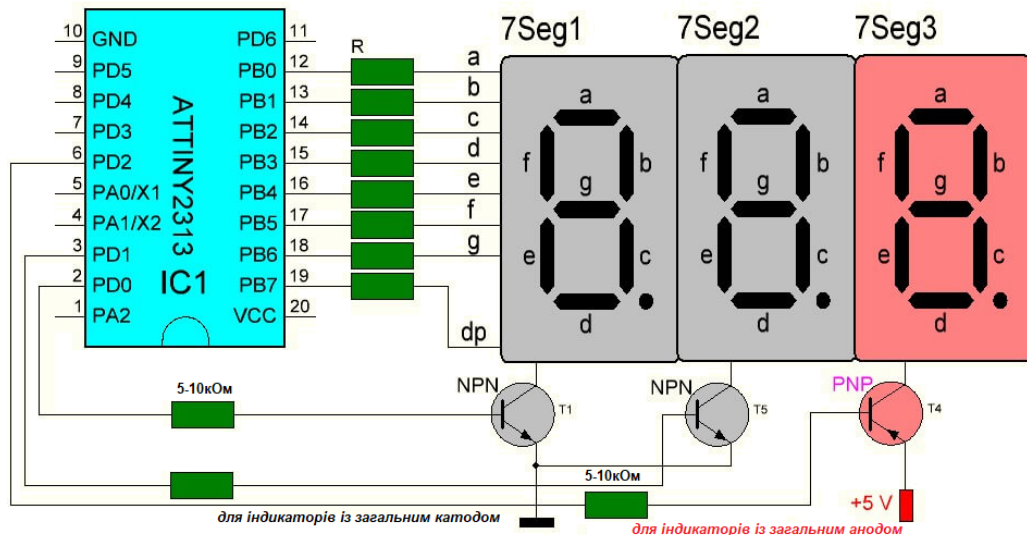 7Seg1 7Seg2 7Seg3
10 GND PD6 11
9 PD5 PB0 12
8 PD4 PB1 13
7 PD3 PB2 14
6 PD2 PB3 15
5 PA0/X1 PB4 16
4 PA1/X2 PB5 17
3 PD1 PB6 18
2 PD0 PB7 19
1 PA2 VCC 20
ATTINY2313
IC1
R
a
b
c
d
e
f
g
dp
a
f b
g
e c
d
a
f b
g
e c
d
a
f b
g
e c
d
5-10кОм
NPN T1
NPN T5
PNP T4
5-10кОм
+5 V
для індикаторів із загальним катодом
для індикаторів із загальним анодом